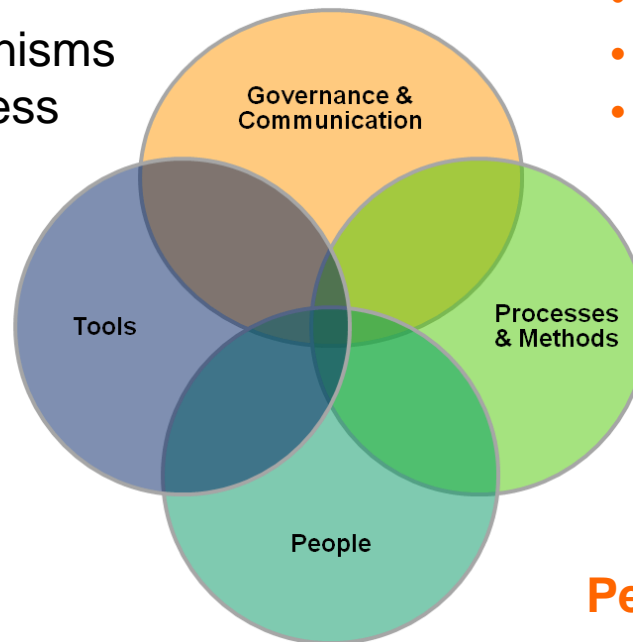 nisms
ess
•
•
•
Governance &
Communication
Tools
Processes
& Methods
People
Pe